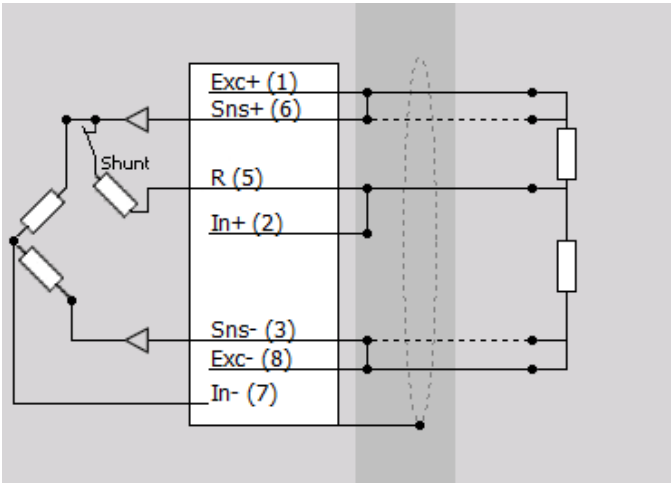 Exc+ (1)
Sns+ (6)
Shunt
R (5)
In+ (2)
Sns- (3)
Exc- (8)
In- (7)